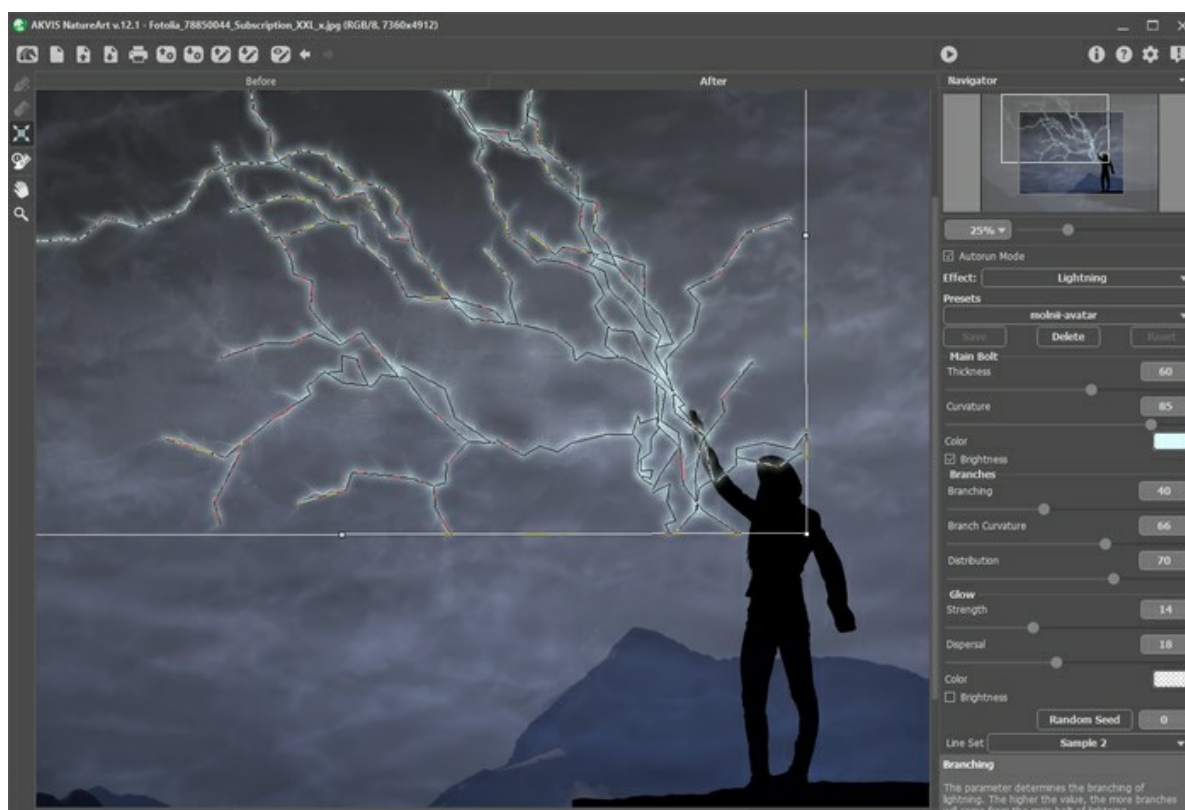 AKVIS NatureArt v.12.1 - Fotolia_78850044_Subscription_XXL_x.jpg (RGB/8, 7360x4912)
Before
After
Navigator
25%
Autorun Mode
Effect:
Lightning
Presets
molnii-avatar
Save
Delete
Reset
Main Bolt
Thickness
60
Curvature
85
Color
Brightness
Branches
Branching
40
Branch Curvature
66
Distribution
70
Glow
Strength
14
Dispersal
18
Color
Brightness
Random Seed
0
Line Set
Sample 2
Branching
This parameter determines the branching of
lightning. The higher the value, the more branches